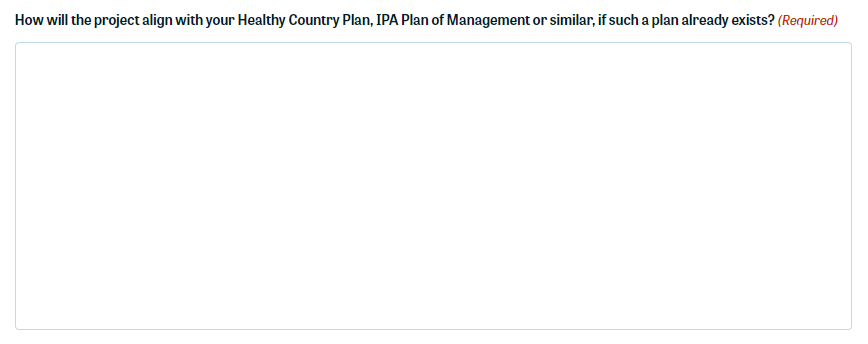 How will the project align with your Healthy Country Plan, IPA Plan of Management or similar, if such a plan already exists? (Required)